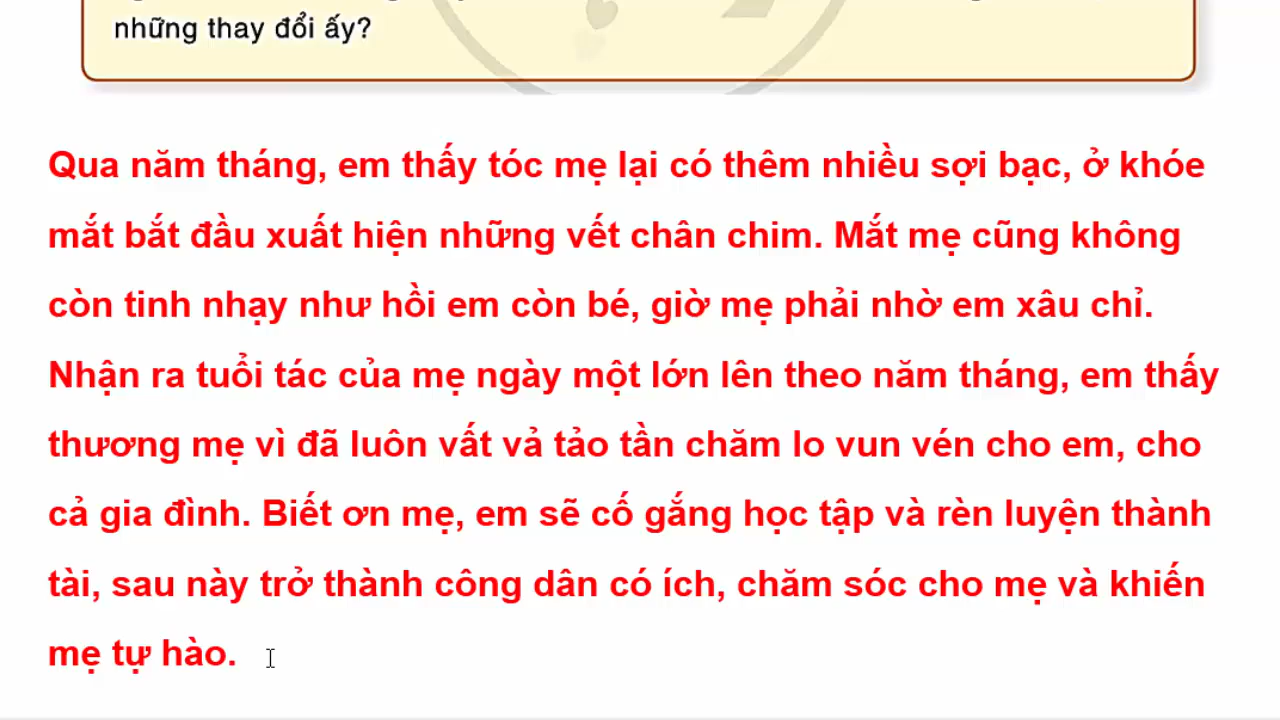 những thay đổi ấy?
Qua năm tháng, em thấy tóc mẹ lại có thêm nhiều sợi bạc, ở khóe
mắt bắt đầu xuất hiện những vết chân chim. Mắt mẹ cũng không
còn tinh nhạy như hồi em còn bé, giờ mẹ phải nhờ em xâu chỉ.
Nhận ra tuổi tác của mẹ ngày một lớn lên theo năm tháng, em thấy
thương mẹ vì đã luôn vất vả tảo tần chăm lo vun vén cho em, cho
cả gia đình. Biết ơn mẹ, em sẽ cố gắng học tập và rèn luyện thành
tài, sau này trở thành công dân có ích, chăm sóc cho mẹ và khiến
mẹ tự hào.